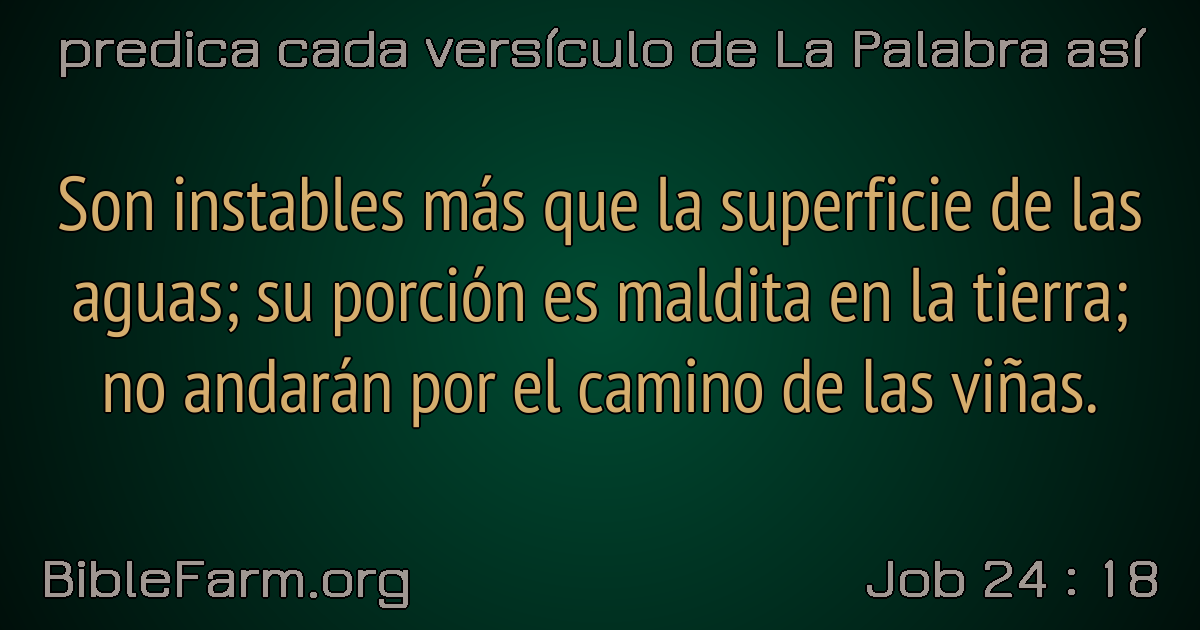 predica cada versículo de La Palabra así
Son instables más que la superficie de las
aguas; su porción es maldita en la tierra;
no andarán por el camino de las viñas.
BibleFarm.org
Job 24 : 18